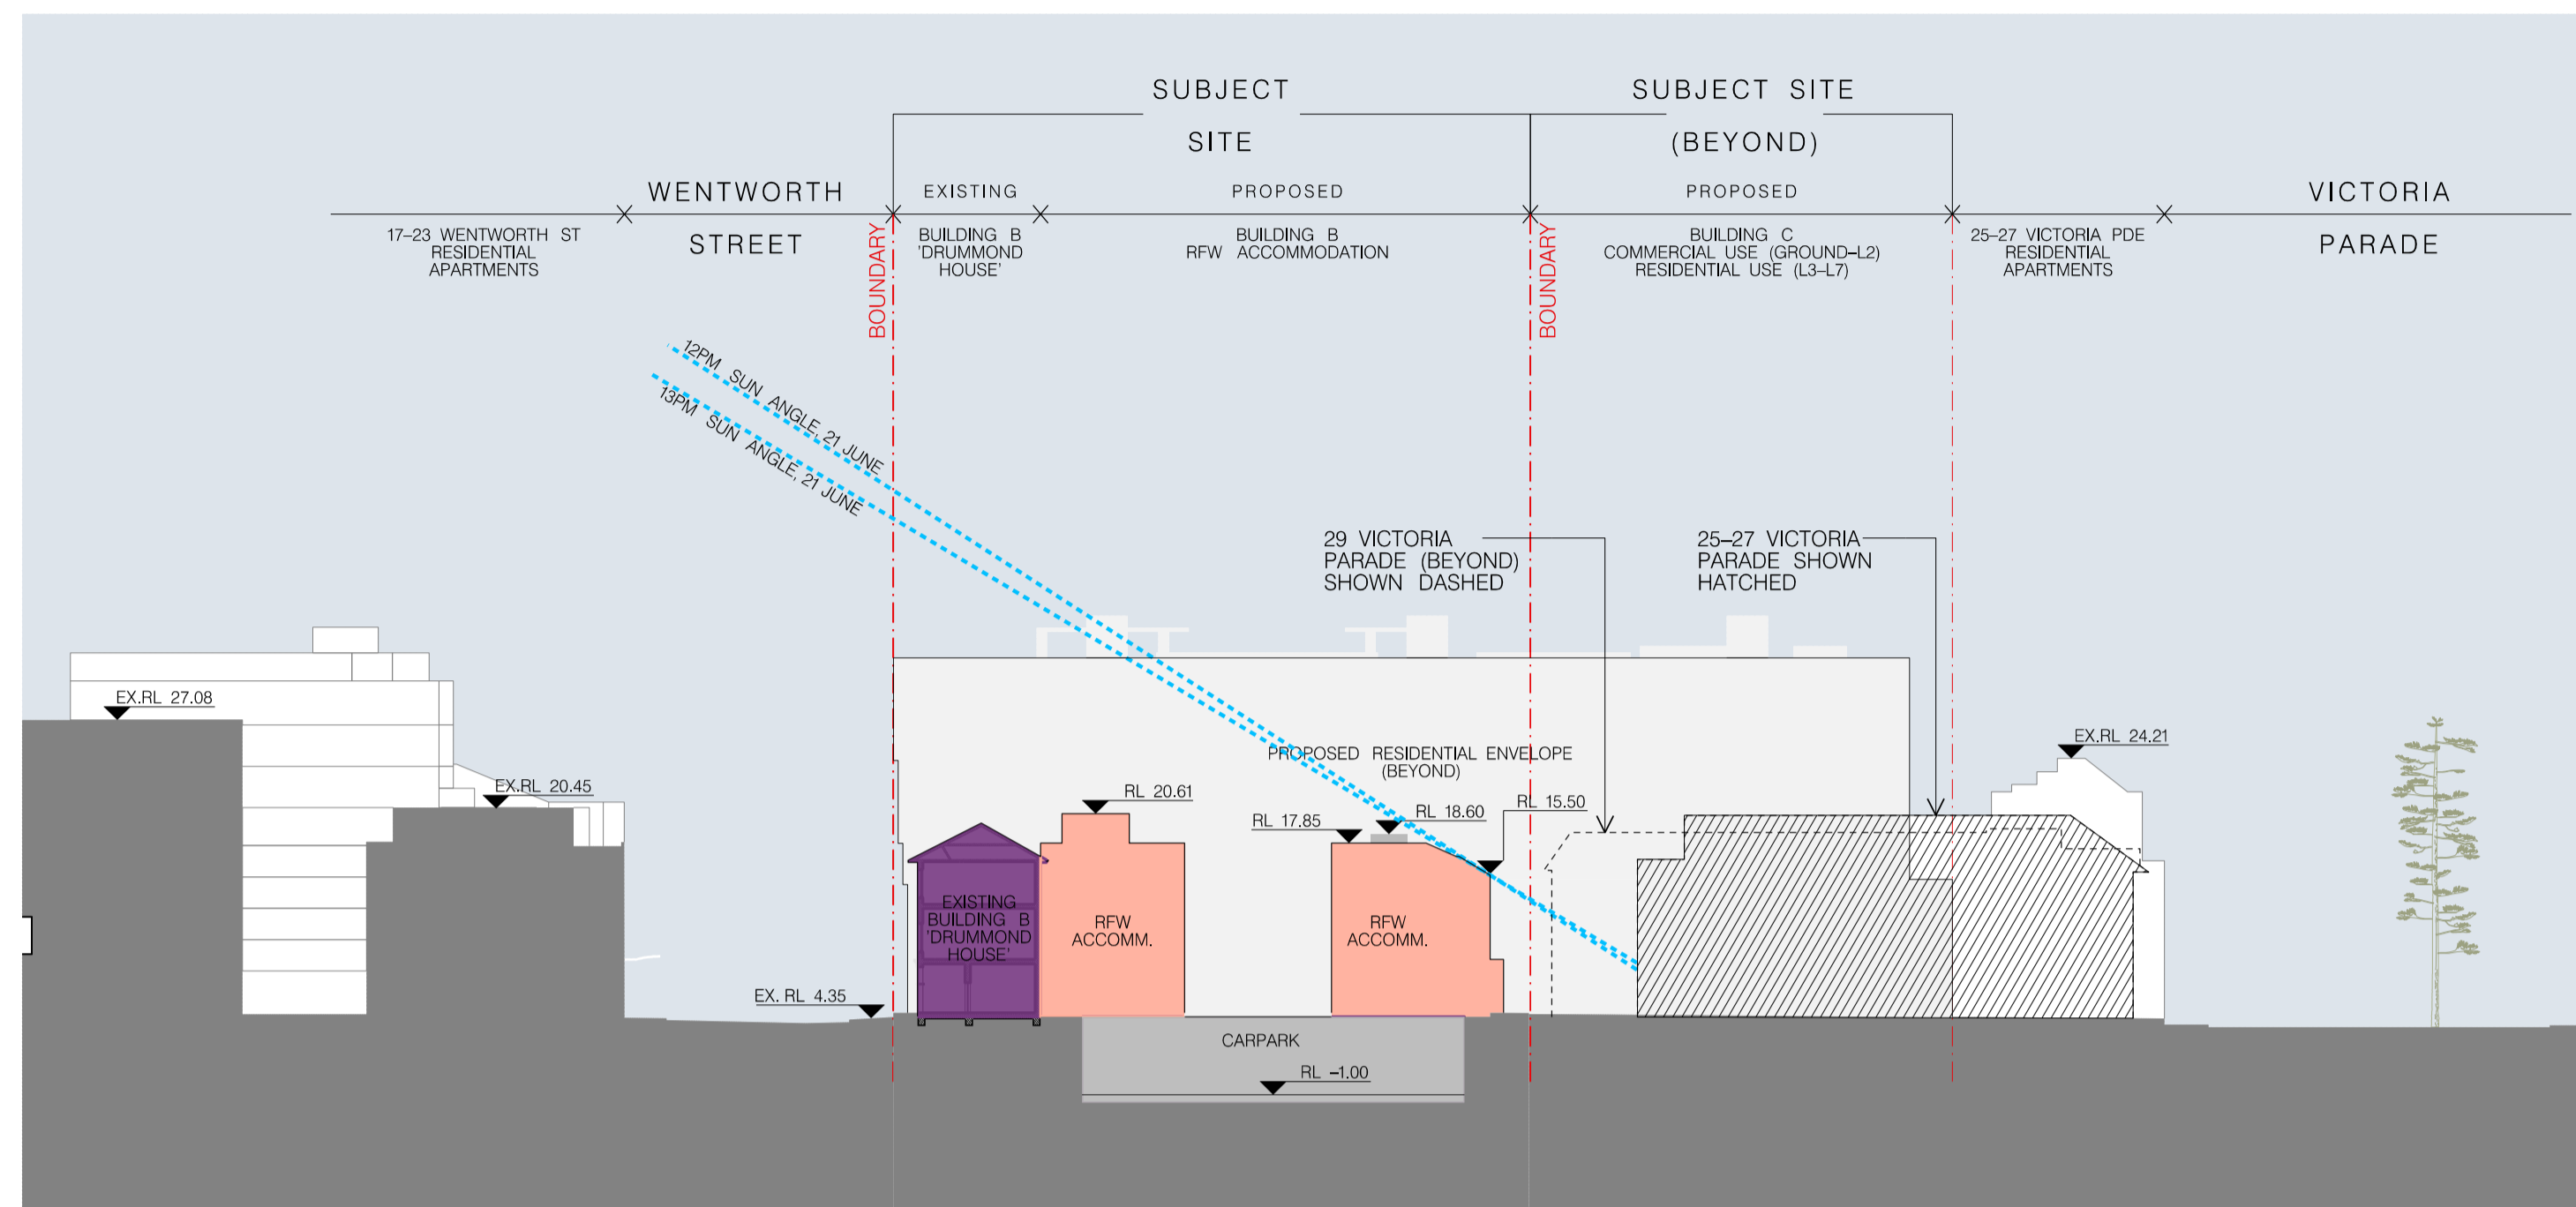 SUBJECT
SITE
SUBJECT SITE
(BEYOND)
WENTWORTH
STREET
EXISTING
PROPOSED
PROPOSED
VICTORIA
PARADE
17–23 WENTWORTH ST
RESIDENTIAL
APARTMENTS
BUILDING B
'DRUMMOND
HOUSE'
BUILDING B
RFW ACCOMMODATION
BUILDING C
COMMERCIAL USE (GROUND–L2)
RESIDENTIAL USE (L3–L7)
25–27 VICTORIA PDE
RESIDENTIAL
APARTMENTS
BOUNDARY
BOUNDARY
12PM SUN ANGLE, 21 JUNE
13PM SUN ANGLE, 21 JUNE
29 VICTORIA
PARADE (BEYOND)
SHOWN DASHED
25–27 VICTORIA
PARADE SHOWN
HATCHED
EX.RL 27.08
EX.RL 20.45
EX. RL 4.35
PROPOSED RESIDENTIAL ENVELOPE
(BEYOND)
RL 20.61
RL 17.85
RL 18.60
RL 15.50
EX.RL 24.21
EXISTING
BUILDING B
'DRUMMOND
HOUSE'
RFW
ACCOMM.
RFW
ACCOMM.
CARPARK
RL –1.00